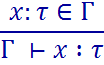 x: τ ∈ Γ
Γ ⊢ x : τ